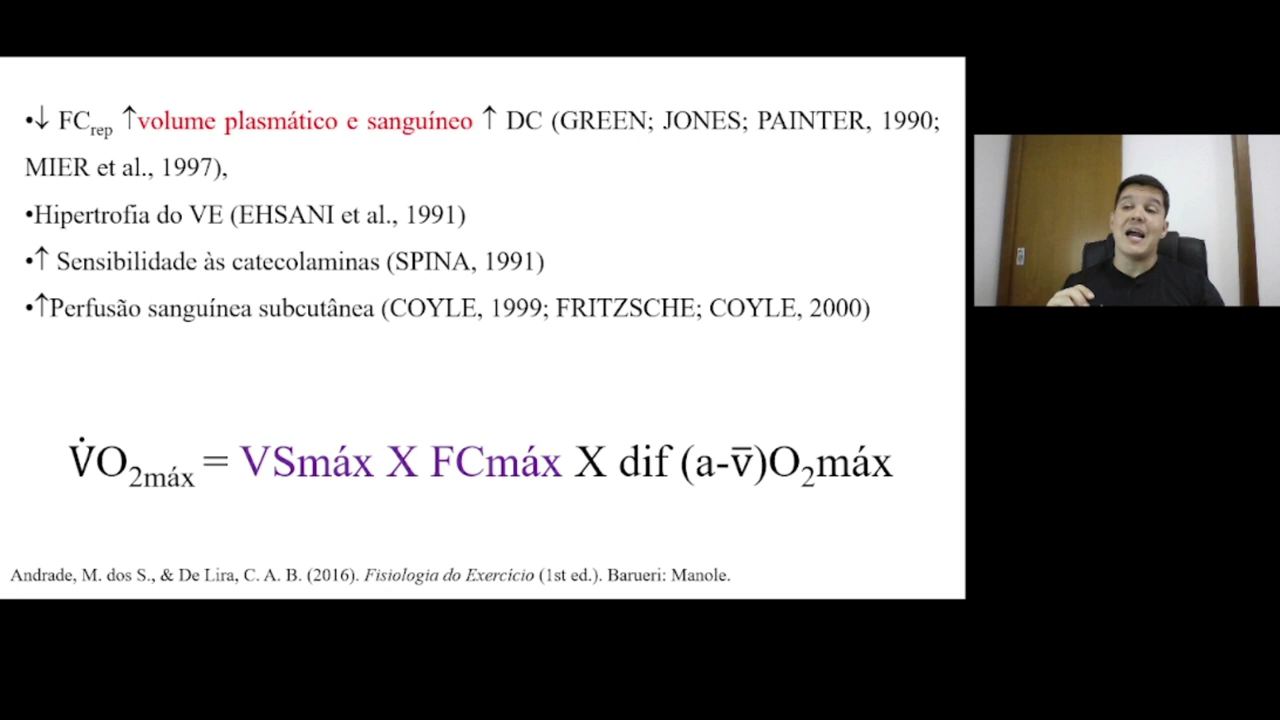 •↓ FCrep ↑volume plasmático e sanguíneo ↑ DC (GREEN; JONES; PAINTER, 1990;
MIER et al., 1997),
•Hipertrofia do VE (EHSANI et al., 1991)
•↑ Sensibilidade às catecolaminas (SPINA, 1991)
•↑Perfusão sanguínea subcutânea (COYLE, 1999; FRITZSCHE; COYLE, 2000)
V̇O₂máx = VSmáx X FCmáx X dif (a-v̅)O₂máx
Andrade, M. dos S., & De Lira, C. A. B. (2016). Fisiologia do Exercício (1st ed.). Barueri: Manole.